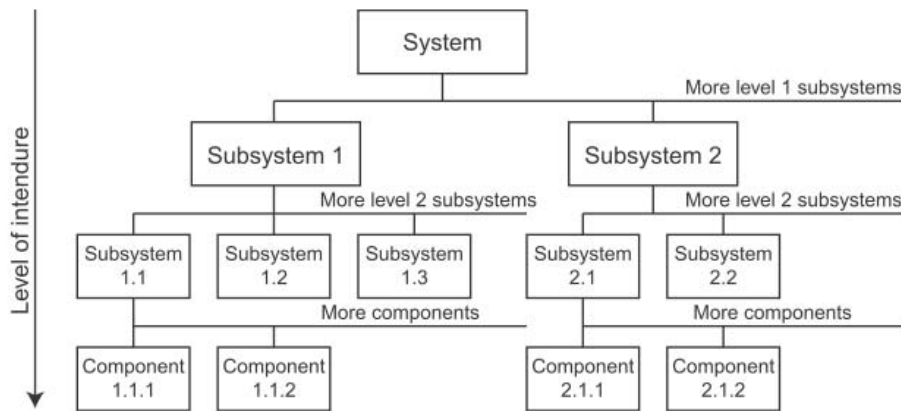 System
More level 1 subsystems
Subsystem 1
Subsystem 2
More level 2 subsystems
More level 2 subsystems
Subsystem
1.1
Subsystem
1.2
Subsystem
1.3
Subsystem
2.1
Subsystem
2.2
More components
More components
Component
1.1.1
Component
1.1.2
Component
2.1.1
Component
2.1.2
Level of intendure